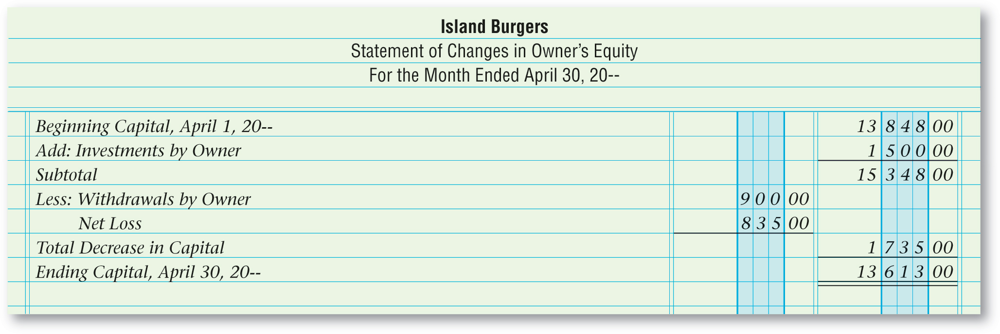 Island Burgers
Statement of Changes in Owner’s Equity
For the Month Ended April 30, 20--
Beginning Capital, April 1, 20-- 13 848 00
Add: Investments by Owner 1 500 00
Subtotal 15 348 00
Less: Withdrawals by Owner 900 00
Net Loss 835 00
Total Decrease in Capital 1 735 00
Ending Capital, April 30, 20-- 13 613 00